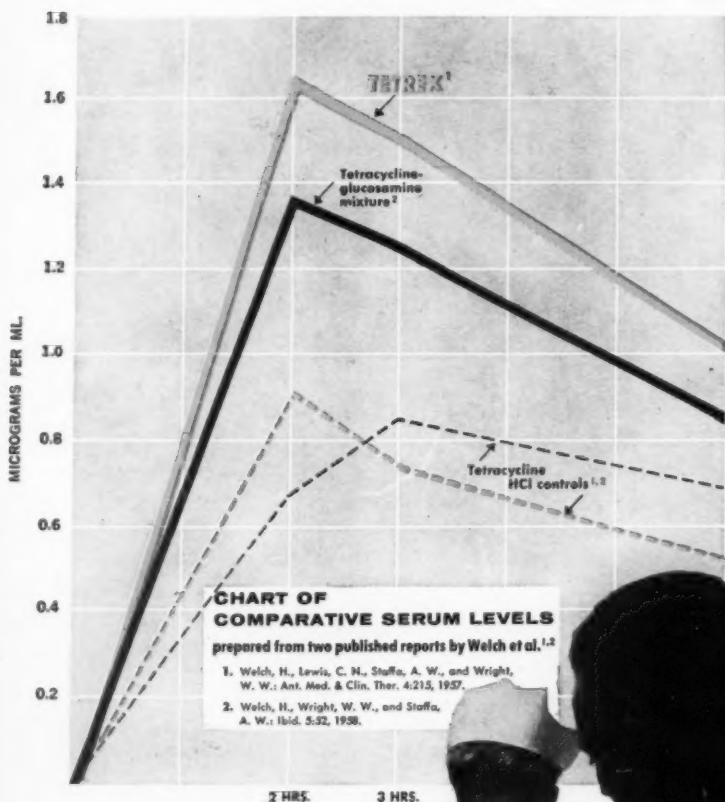 1.8
1.6
1.4
1.2
1.0
0.8
0.6
0.4
0.2
MICROGRAMS PER ML.
TETREX¹
Tetracycline-
glucosamine
mixture²
Tetracycline
HCl controls¹,²
CHART OF
COMPARATIVE SERUM LEVELS
prepared from two published reports by Welch et al.¹,²
1. Welch, H., Lewis, C. N., Staffa, A. W., and Wright,
W. W.: Ant. Med. & Clin. Ther. 4:215, 1957.
2. Welch, H., Wright, W. W., and Staffa,
A. W.: Ibid. 5:52, 1958.
2 HRS.
3 HRS.